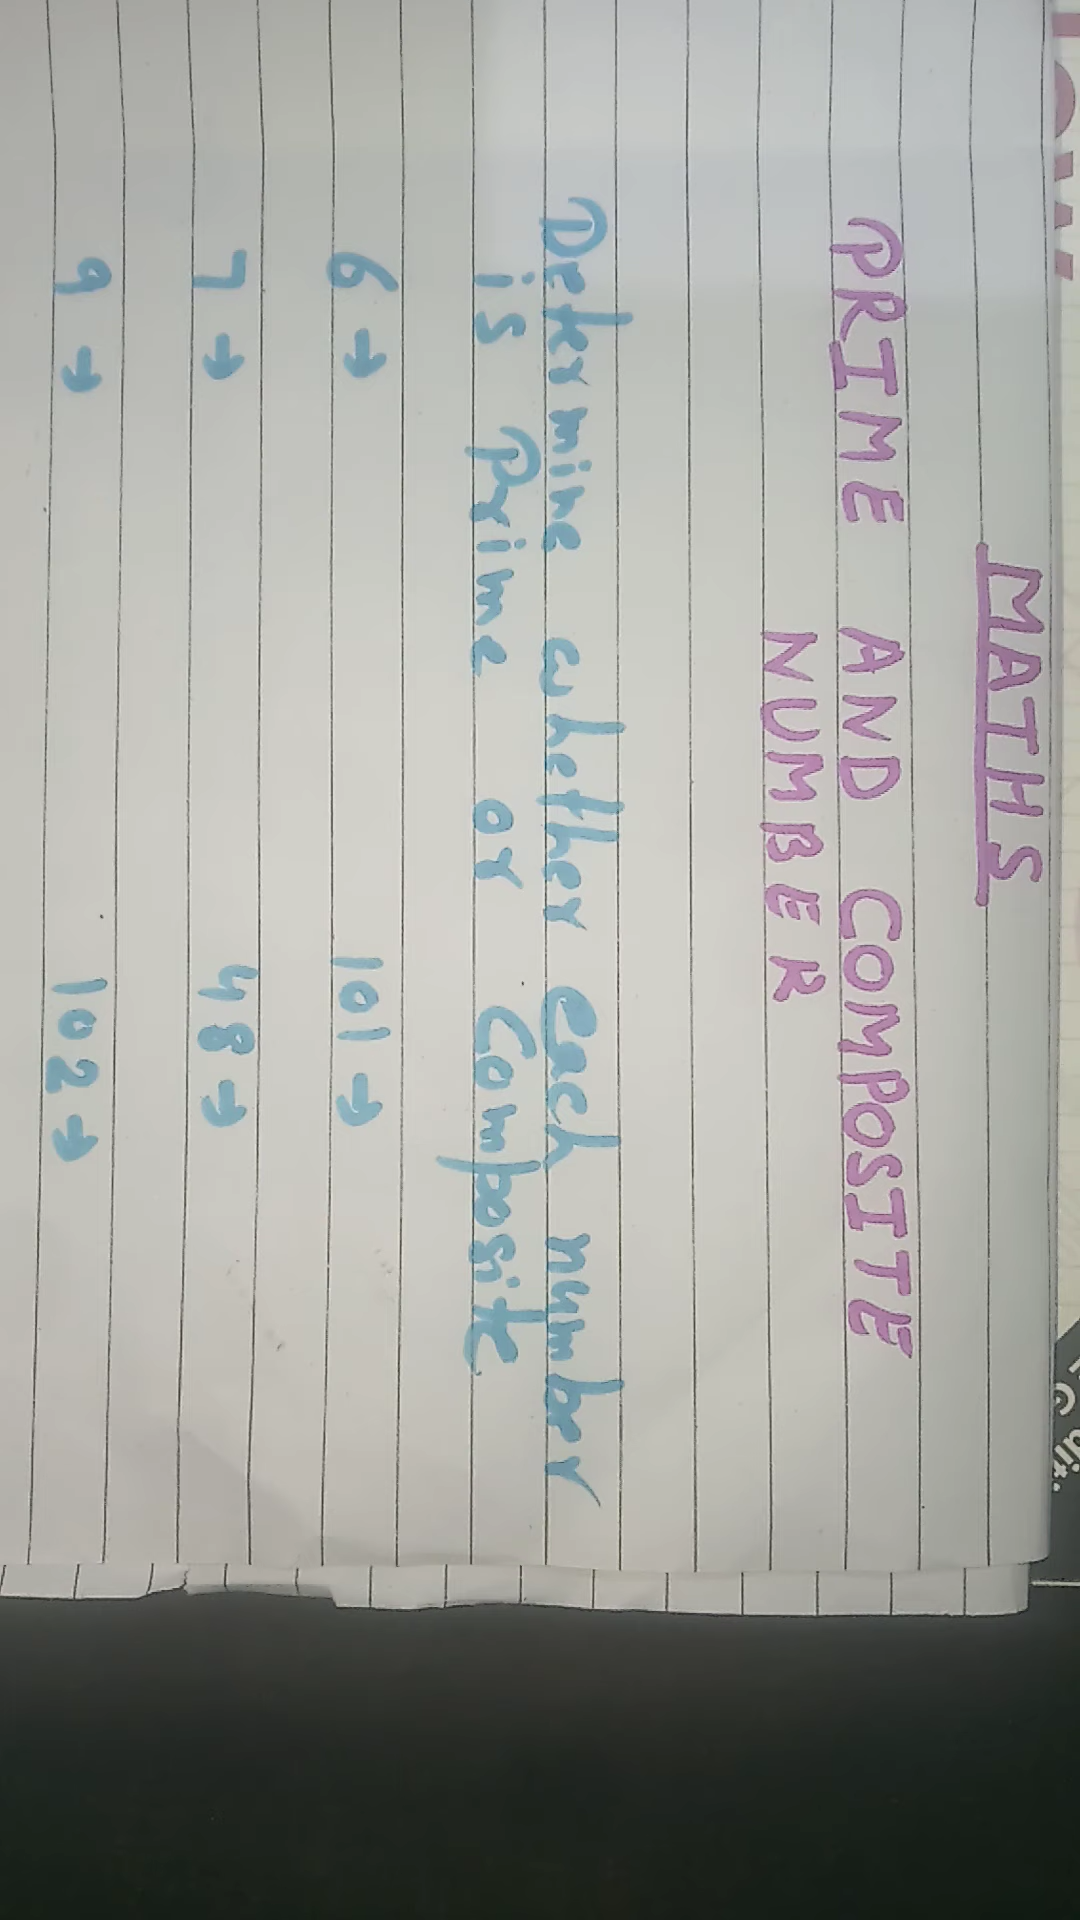 MATHS
PRIME AND COMPOSITE
NUMBER
Determine whether each number
is Prime or Composite
6 → 101 →
7 → 48 →
9 → 102 →